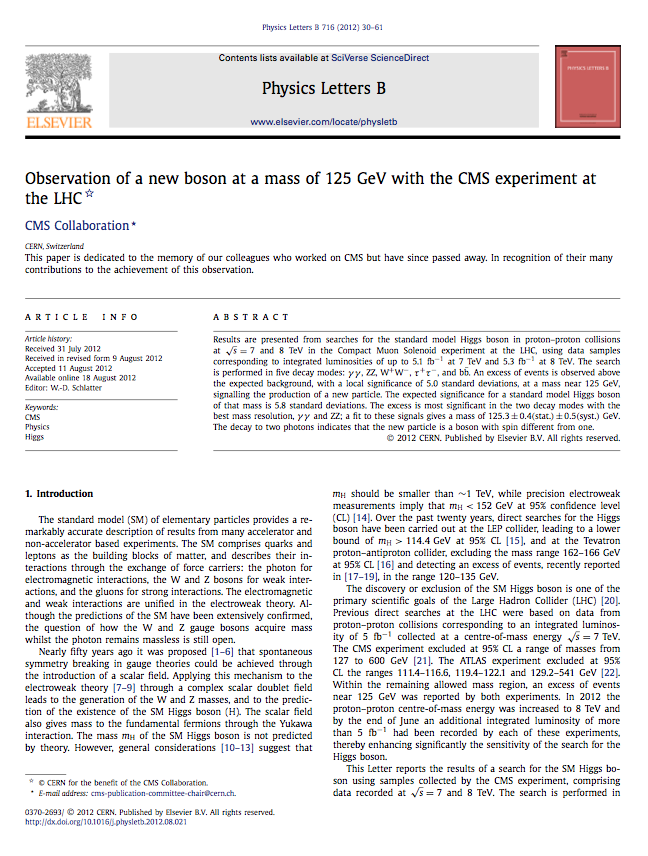 Physics Letters B 716 (2012) 30–61
Contents lists available at SciVerse ScienceDirect
Physics Letters B
www.elsevier.com/locate/physletb
ELSEVIER
PHYSICS LETTERS B
Observation of a new boson at a mass of 125 GeV with the CMS experiment at
the LHC ☆
CMS Collaboration *
CERN, Switzerland
This paper is dedicated to the memory of our colleagues who worked on CMS but have since passed away. In recognition of their many
contributions to the achievement of this observation.
ARTICLE INFO
Article history:
Received 31 July 2012
Received in revised form 9 August 2012
Accepted 11 August 2012
Available online 18 August 2012
Editor: W.-D. Schlatter
Keywords:
CMS
Physics
Higgs
ABSTRACT
Results are presented from searches for the standard model Higgs boson in proton–proton collisions
at √s = 7 and 8 TeV in the Compact Muon Solenoid experiment at the LHC, using data samples
corresponding to integrated luminosities of up to 5.1 fb⁻¹ at 7 TeV and 5.3 fb⁻¹ at 8 TeV. The search
is performed in five decay modes: γγ, ZZ, W⁺W⁻, τ⁺τ⁻, and bb̄. An excess of events is observed above
the expected background, with a local significance of 5.0 standard deviations, at a mass near 125 GeV,
signalling the production of a new particle. The expected significance for a standard model Higgs boson
of that mass is 5.8 standard deviations. The excess is most significant in the two decay modes with the
best mass resolution, γγ and ZZ; a fit to these signals gives a mass of 125.3 ± 0.4(stat.) ± 0.5(syst.) GeV.
The decay to two photons indicates that the new particle is a boson with spin different from one.
© 2012 CERN. Published by Elsevier B.V. All rights reserved.
1. Introduction
The standard model (SM) of elementary particles provides a re-
markably accurate description of results from many accelerator and
non-accelerator based experiments. The SM comprises quarks and
leptons as the building blocks of matter, and describes their in-
teractions through the exchange of force carriers: the photon for
electromagnetic interactions, the W and Z bosons for weak inter-
actions, and the gluons for strong interactions. The electromagnetic
and weak interactions are unified in the electroweak theory. Al-
though the predictions of the SM have been extensively confirmed,
the question of how the W and Z gauge bosons acquire mass
whilst the photon remains massless is still open.
Nearly fifty years ago it was proposed [1–6] that spontaneous
symmetry breaking in gauge theories could be achieved through
the introduction of a scalar field. Applying this mechanism to the
electroweak theory [7–9] through a complex scalar doublet field
leads to the generation of the W and Z masses, and to the predic-
tion of the existence of the SM Higgs boson (H). The scalar field
also gives mass to the fundamental fermions through the Yukawa
interaction. The mass mH of the SM Higgs boson is not predicted
by theory. However, general considerations [10–13] suggest that
mH should be smaller than ∼1 TeV, while precision electroweak
measurements imply that mH < 152 GeV at 95% confidence level
(CL) [14]. Over the past twenty years, direct searches for the Higgs
boson have been carried out at the LEP collider, leading to a lower
bound of mH > 114.4 GeV at 95% CL [15], and at the Tevatron
proton–antiproton collider, excluding the mass range 162–166 GeV
at 95% CL [16] and detecting an excess of events, recently reported
in [17–19], in the range 120–135 GeV.
The discovery or exclusion of the SM Higgs boson is one of the
primary scientific goals of the Large Hadron Collider (LHC) [20].
Previous direct searches at the LHC were based on data from
proton–proton collisions corresponding to an integrated luminos-
ity of 5 fb⁻¹ collected at a centre-of-mass energy √s = 7 TeV.
The CMS experiment excluded at 95% CL a range of masses from
127 to 600 GeV [21]. The ATLAS experiment excluded at 95%
CL the ranges 111.4–116.6, 119.4–122.1 and 129.2–541 GeV [22].
Within the remaining allowed mass region, an excess of events
near 125 GeV was reported by both experiments. In 2012 the
proton–proton centre-of-mass energy was increased to 8 TeV and
by the end of June an additional integrated luminosity of more
than 5 fb⁻¹ had been recorded by each of these experiments,
thereby enhancing significantly the sensitivity of the search for the
Higgs boson.
This Letter reports the results of a search for the SM Higgs bo-
son using samples collected by the CMS experiment, comprising
data recorded at √s = 7 and 8 TeV. The search is performed in
☆ © CERN for the benefit of the CMS Collaboration.
* E-mail address: cms-publication-committee-chair@cern.ch.
0370-2693/ © 2012 CERN. Published by Elsevier B.V. All rights reserved.
http://dx.doi.org/10.1016/j.physletb.2012.08.021